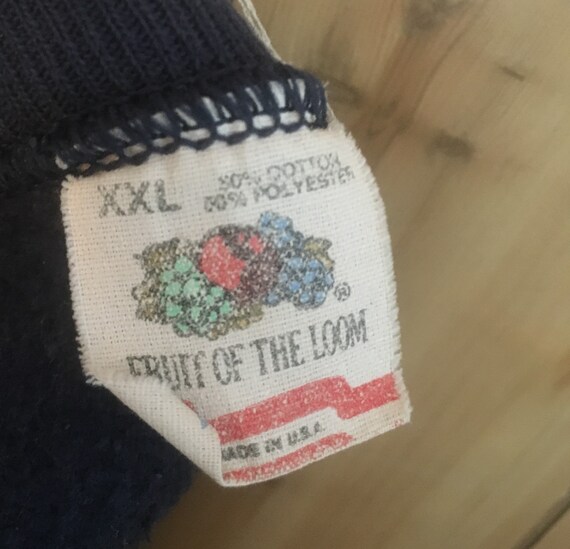 XXL
50% COTTON
50% POLYESTER
®
FRUIT OF THE LOOM
MADE IN U.S.A.